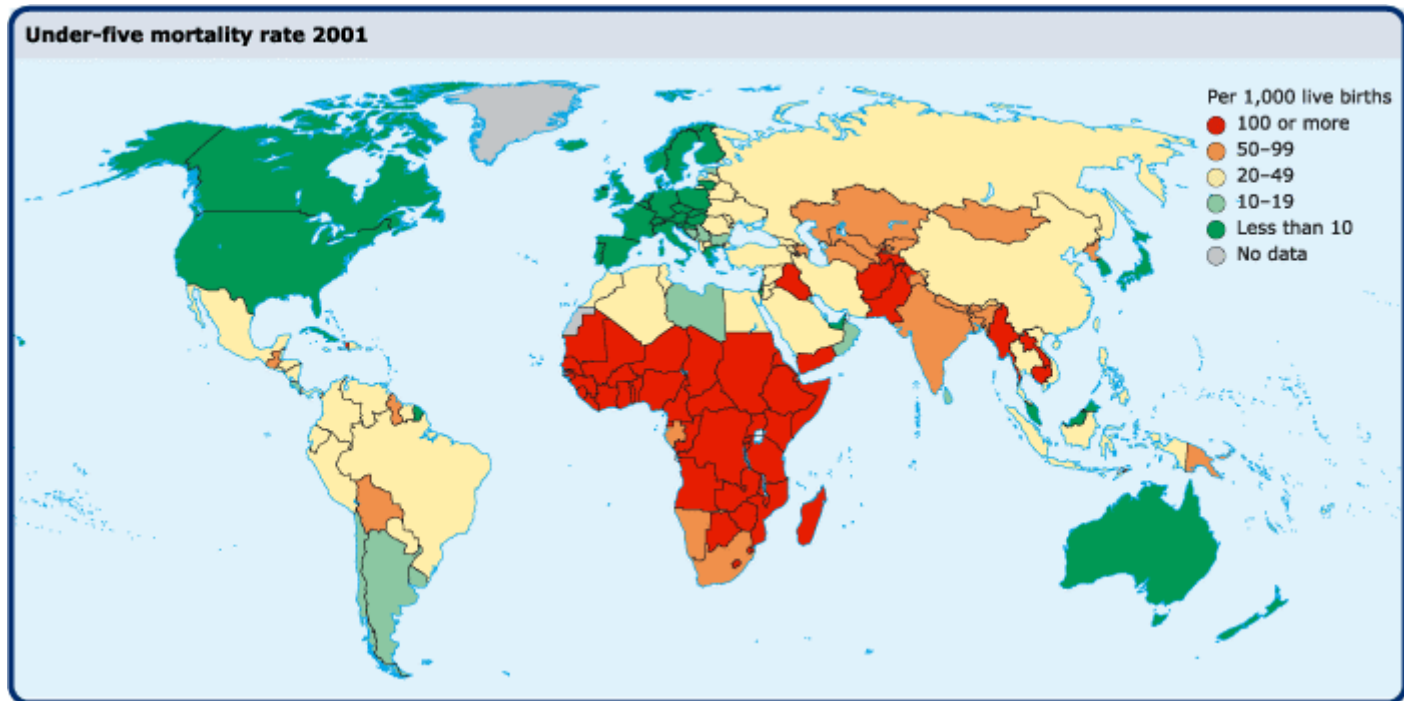 Under-five mortality rate 2001
Per 1,000 live births
100 or more
50–99
20–49
10–19
Less than 10
No data